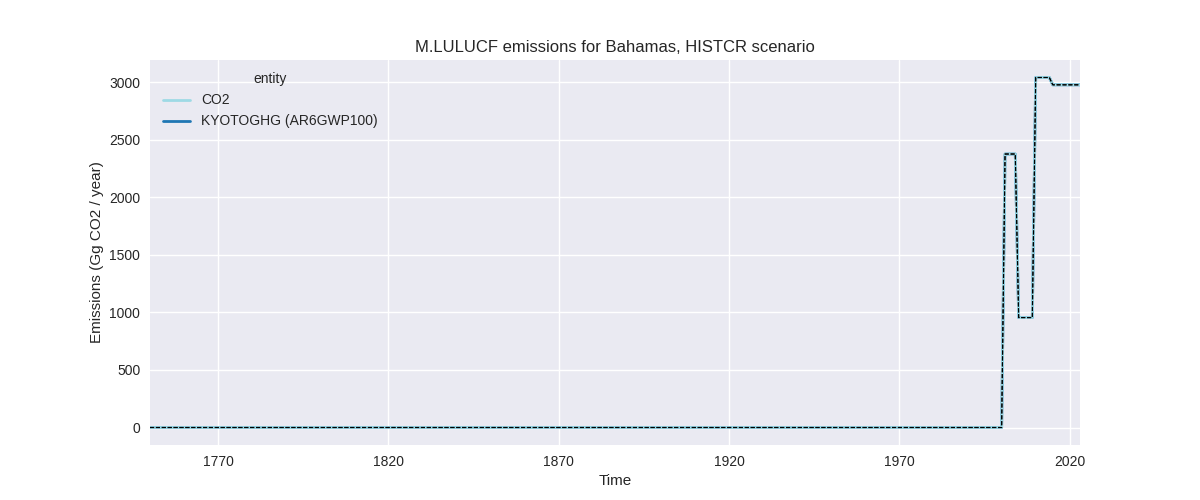 M.LULUCF emissions for Bahamas, HISTCR scenario
entity
CO2
KYOTOGHG (AR6GWP100)
Emissions (Gg CO2 / year)
3000
2500
2000
1500
1000
500
0
1770
1820
1870
1920
1970
2020
Time